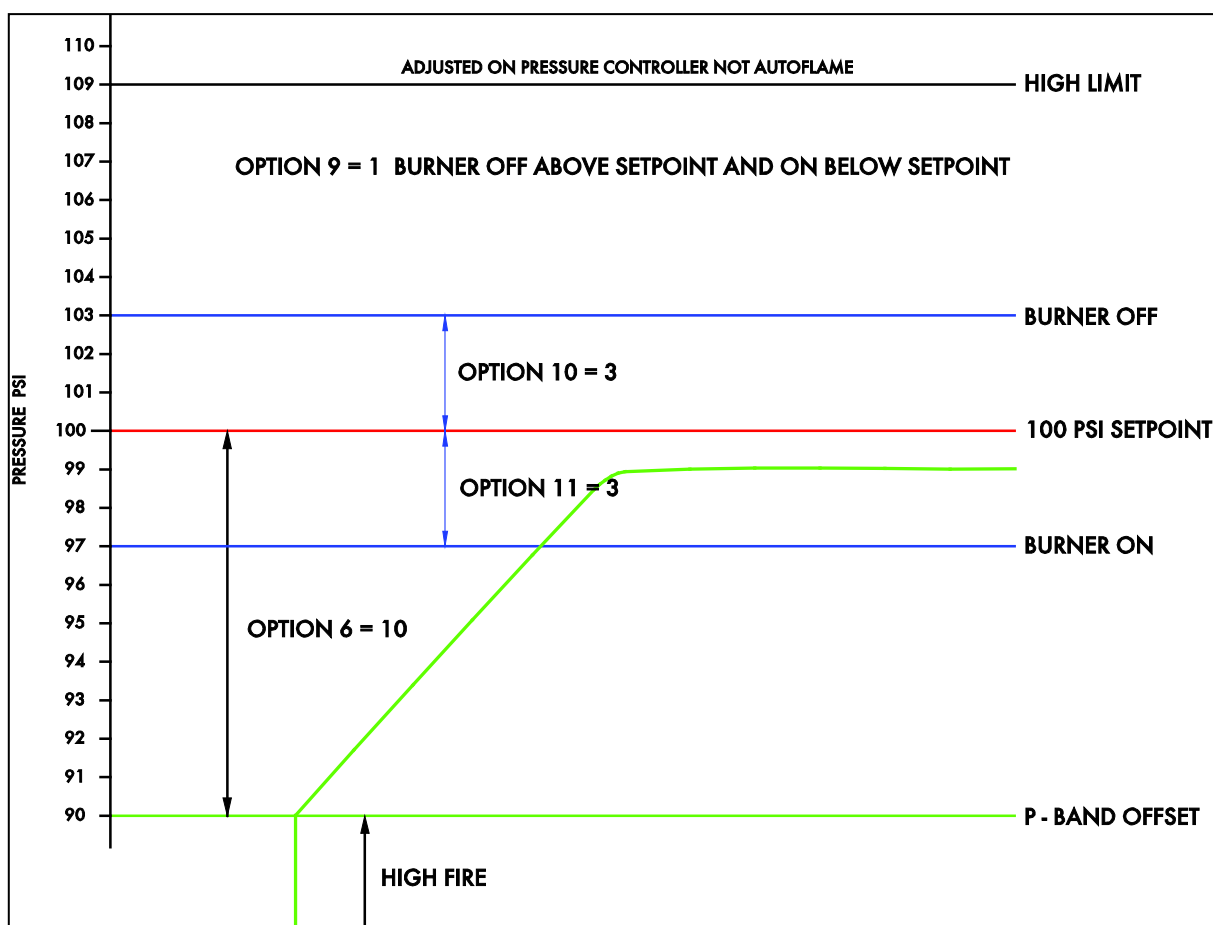 110
ADJUSTED ON PRESSURE CONTROLLER NOT AUTOFLAME
109
HIGH LIMIT
108
107
OPTION 9 = 1 BURNER OFF ABOVE SETPOINT AND ON BELOW SETPOINT
106
105
104
103
BURNER OFF
102
OPTION 10 = 3
101
PRESSURE PSI
100
100 PSI SETPOINT
99
OPTION 11 = 3
98
97
BURNER ON
96
95
OPTION 6 = 10
94
93
92
91
90
P - BAND OFFSET
HIGH FIRE